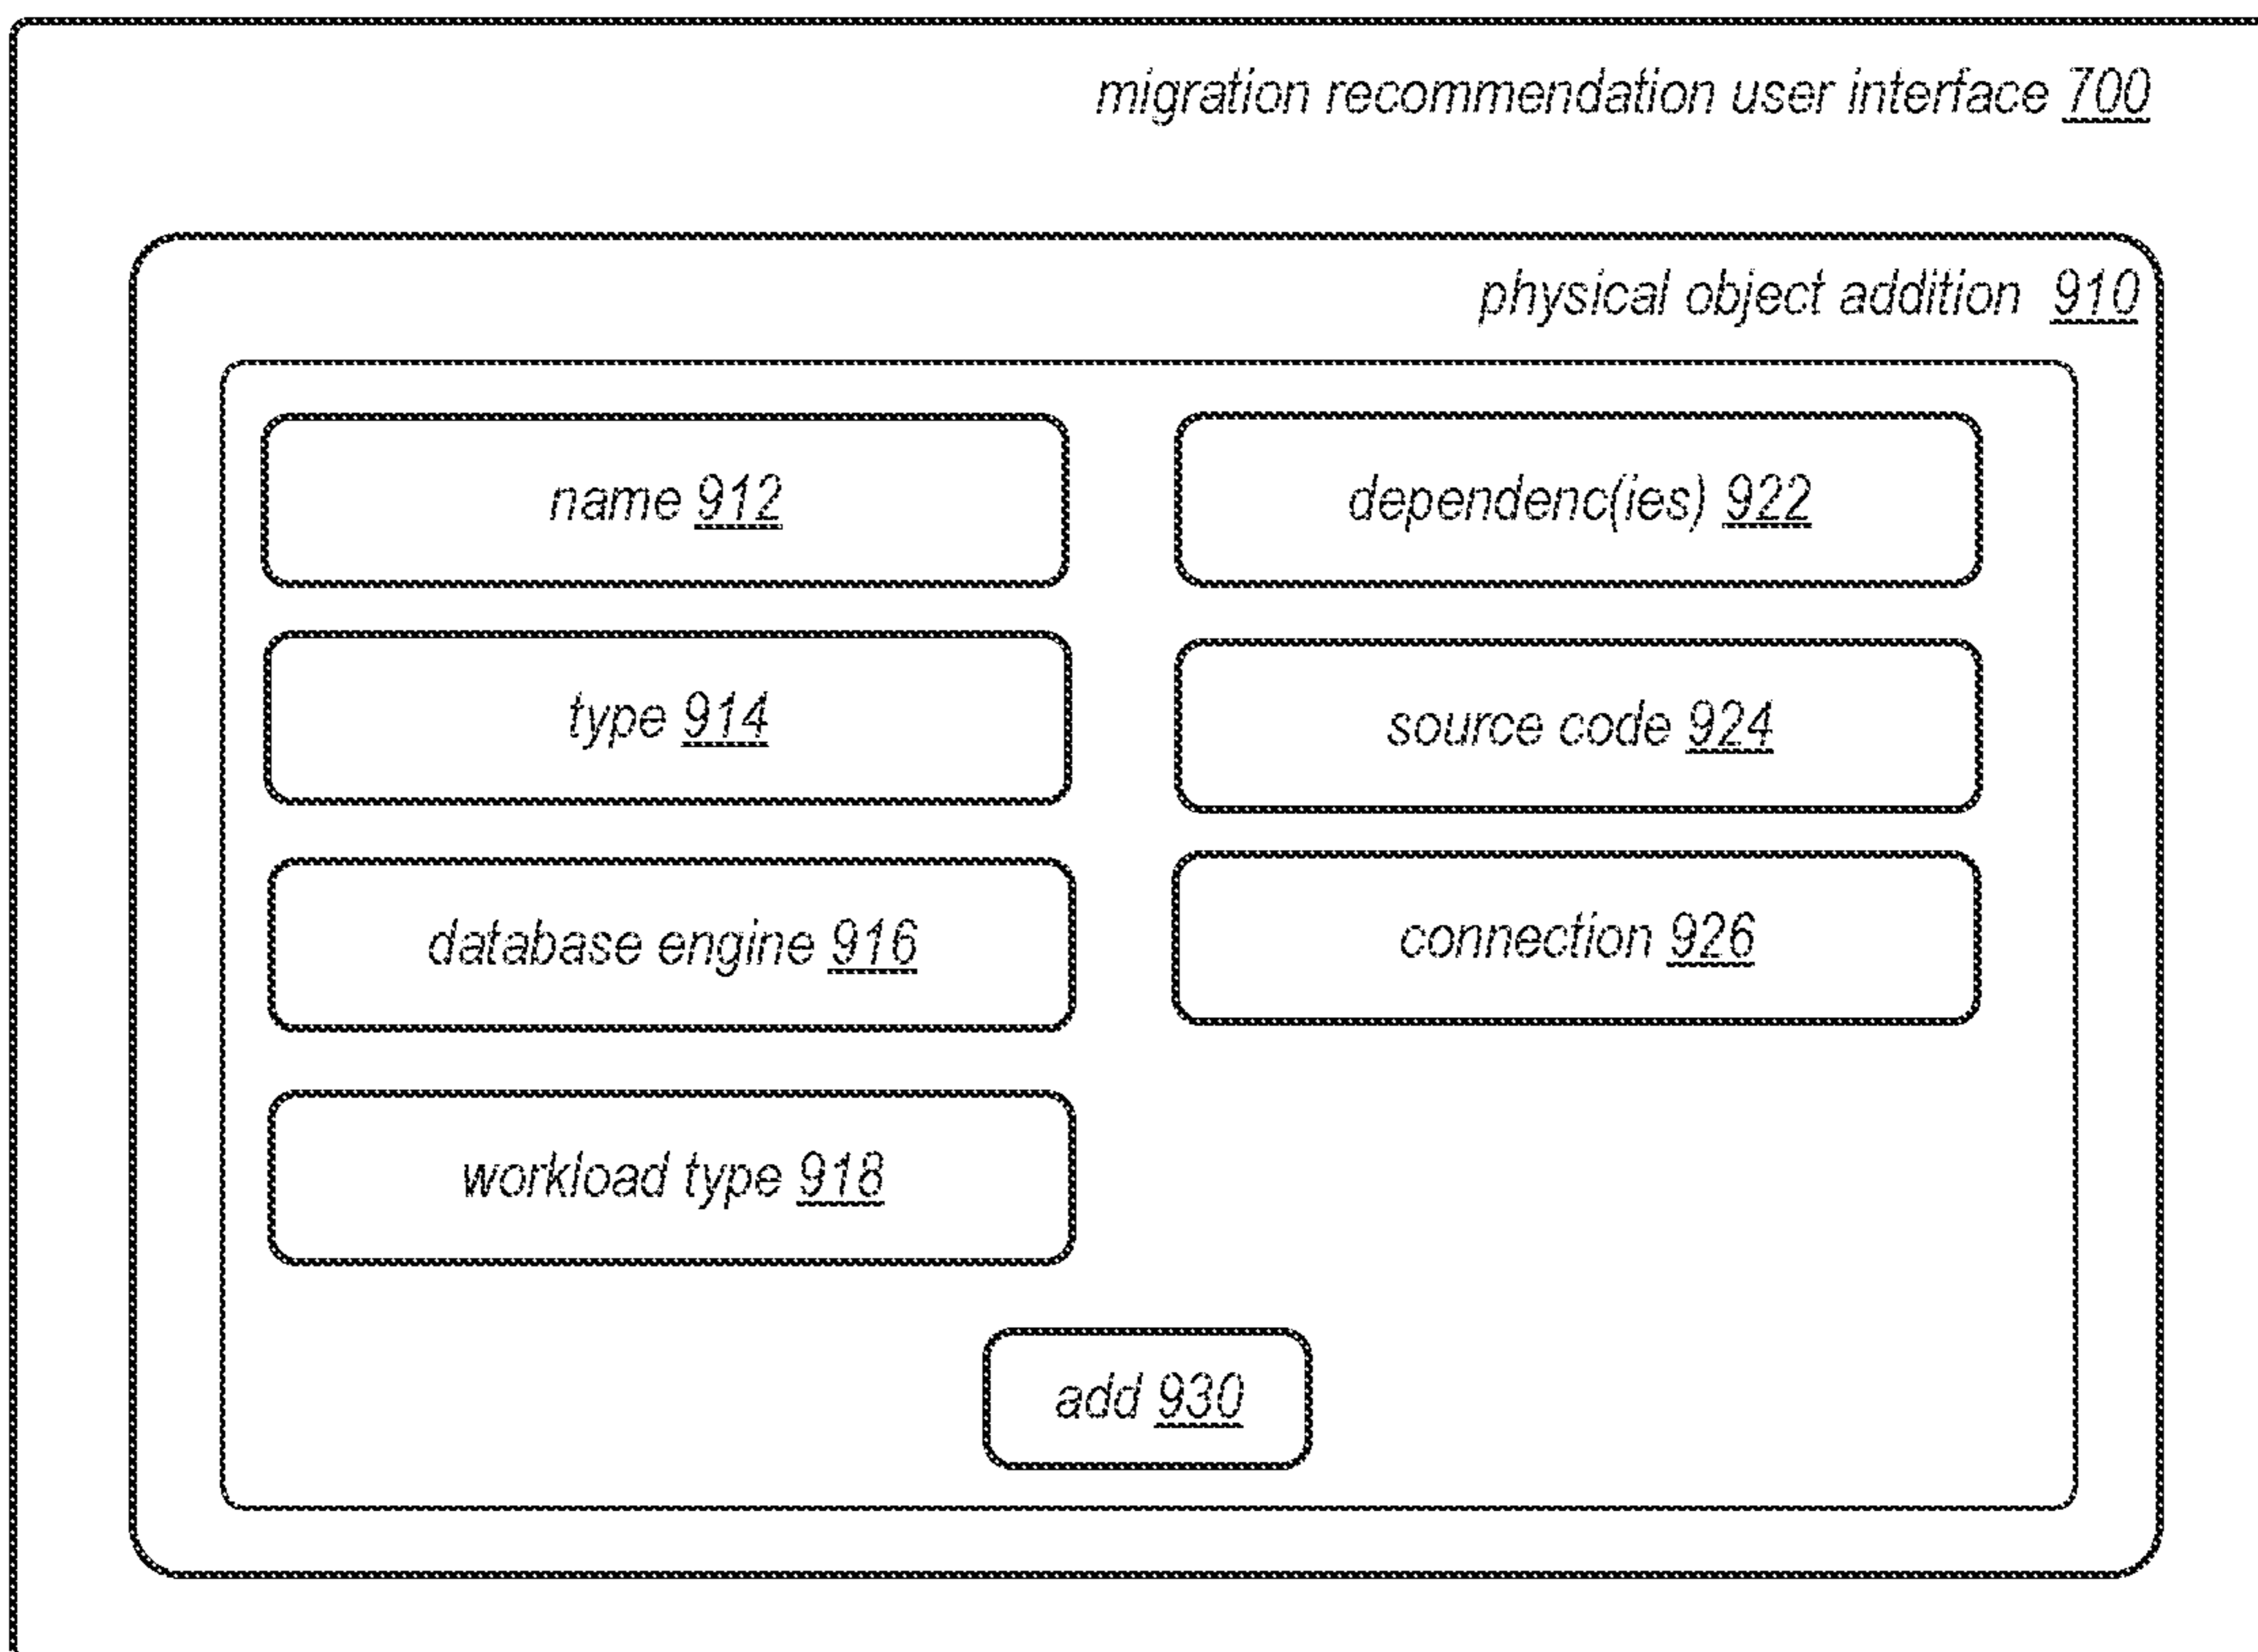 migration recommendation user interface 700
physical object addition 910
name 912
dependenc(ies) 922
type 914
source code 924
database engine 916
connection 926
workload type 918
add 930